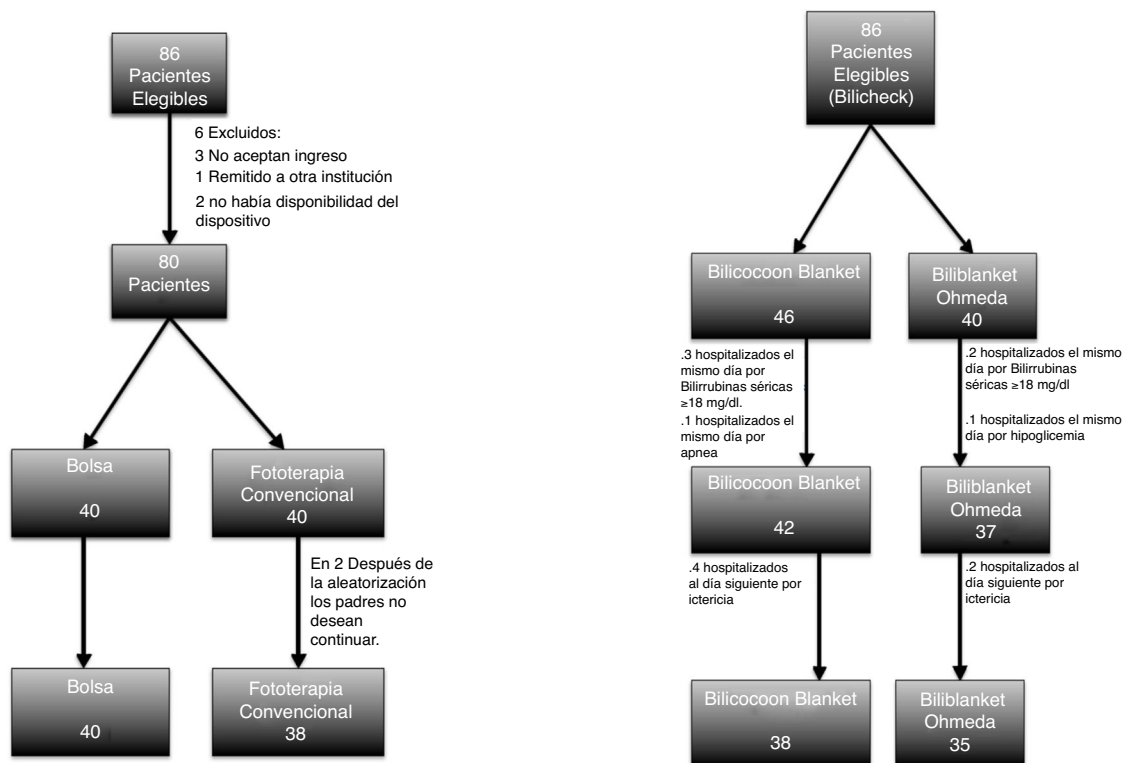 86
Pacientes
Elegibles
6 Excluidos:
3 No aceptan ingreso
1 Remitido a otra institución
2 no había disponibilidad del
dispositivo
80
Pacientes
Bolsa
40
Fototerapia
Convencional
40
En 2 Después de
la aleatorización
los padres no
desean
continuar.
Bolsa
40
Fototerapia
Convencional
38
86
Pacientes
Elegibles
(Bilicheck)
Bilicocoon Blanket
46
Biliblanket
Ohmeda
40
.3 hospitalizados el
mismo día por
Bilirrubinas séricas
≥18 mg/dl.
.1 hospitalizados el
mismo día por
apnea
.2 hospitalizados el mismo
día por Bilirrubinas
séricas ≥18 mg/dl
.1 hospitalizados el mismo
día por hipoglicemia
Bilicocoon Blanket
42
Biliblanket
Ohmeda
37
.4 hospitalizados
al día siguiente por
ictericia
.2 hospitalizados al
día siguiente por
ictericia
Bilicocoon Blanket
38
Biliblanket
Ohmeda
35